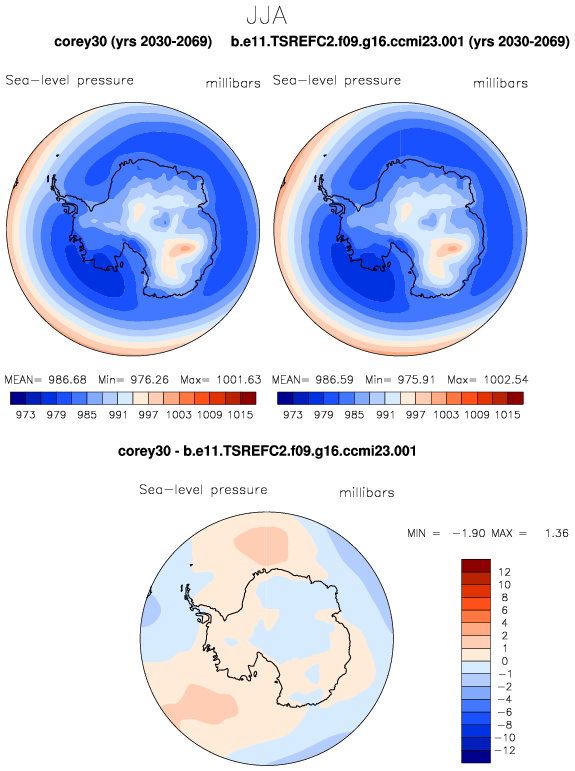 JJA
corey30 (yrs 2030-2069) b.e11.TSREFC2.f09.g16.ccmi23.001 (yrs 2030-2069)
Sea-level pressure millibars Sea-level pressure millibars
MEAN= 986.68 Min= 976.26 Max= 1001.63 MEAN= 986.59 Min= 975.91 Max= 1002.54
973 979 985 991 997 1003 1009 1015 973 979 985 991 997 1003 1009 1015
corey30 - b.e11.TSREFC2.f09.g16.ccmi23.001
Sea-level pressure millibars
MIN = -1.90 MAX = 1.36
12
10
8
6
4
2
1
0
-1
-2
-4
-6
-8
-10
-12